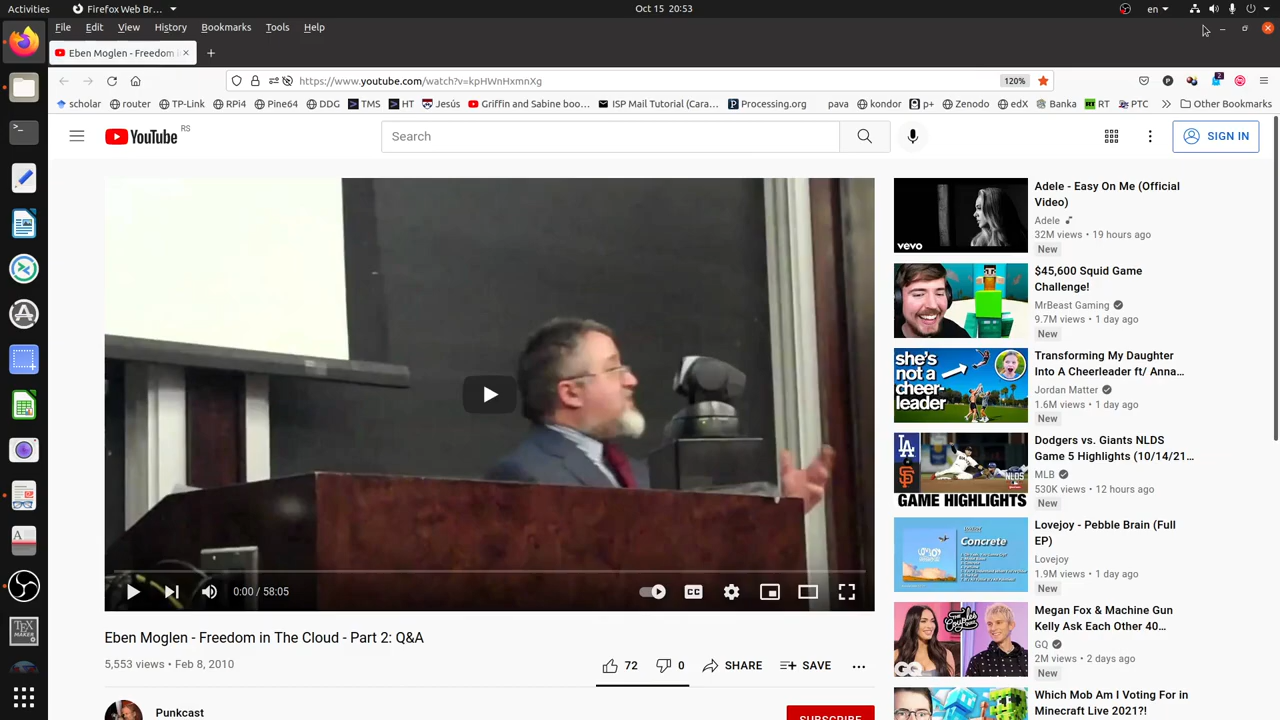 Activities
Firefox Web Br...
Oct 15 20:53
en
File Edit View History Bookmarks Tools Help
Eben Moglen - Freedom
https://www.youtube.com/watch?v=kpHWnHxmnXg
120%
scholar router TP-Link RPi4 Pine64 DDG TMS HT Jesús Griffin and Sabine boo... ISP Mail Tutorial (Cara... Processing.org pava kondor p+ Zenodo edX Banka RT PTC Other Bookmarks
YouTube RS
Search
SIGN IN
0:00 / 58:05
CC
Eben Moglen - Freedom in The Cloud - Part 2: Q&A
5,553 views • Feb 8, 2010
72 0 SHARE SAVE
Punkcast
SUBSCRIBE
vevo
Adele - Easy On Me (Official
Video)
Adele
32M views • 19 hours ago
New
$45,600 Squid Game
Challenge!
MrBeast Gaming
9.7M views • 1 day ago
New
she's
not a
cheer-
leader
Transforming My Daughter
Into A Cheerleader ft/ Anna...
Jordan Matter
1.6M views • 1 day ago
New
GAME HIGHLIGHTS
Dodgers vs. Giants NLDS
Game 5 Highlights (10/14/21...
MLB
530K views • 12 hours ago
New
Concrete
Lovejoy - Pebble Brain (Full
EP)
Lovejoy
1.9M views • 1 day ago
New
GQ
Megan Fox & Machine Gun
Kelly Ask Each Other 40...
GQ
2M views • 2 days ago
New
Which Mob Am I Voting For in
Minecraft Live 2021?!